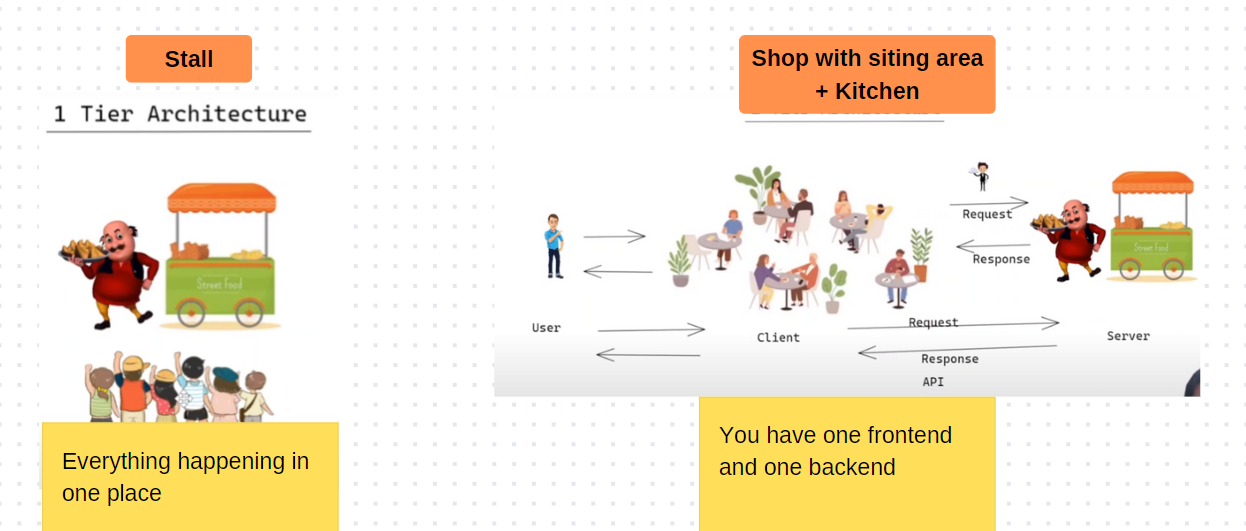 Stall
1 Tier Architecture
Street Food
Everything happening in
one place
Shop with siting area
+ Kitchen
Request
Response
Street Food
User
Client
Request
Response
API
Server
You have one frontend
and one backend